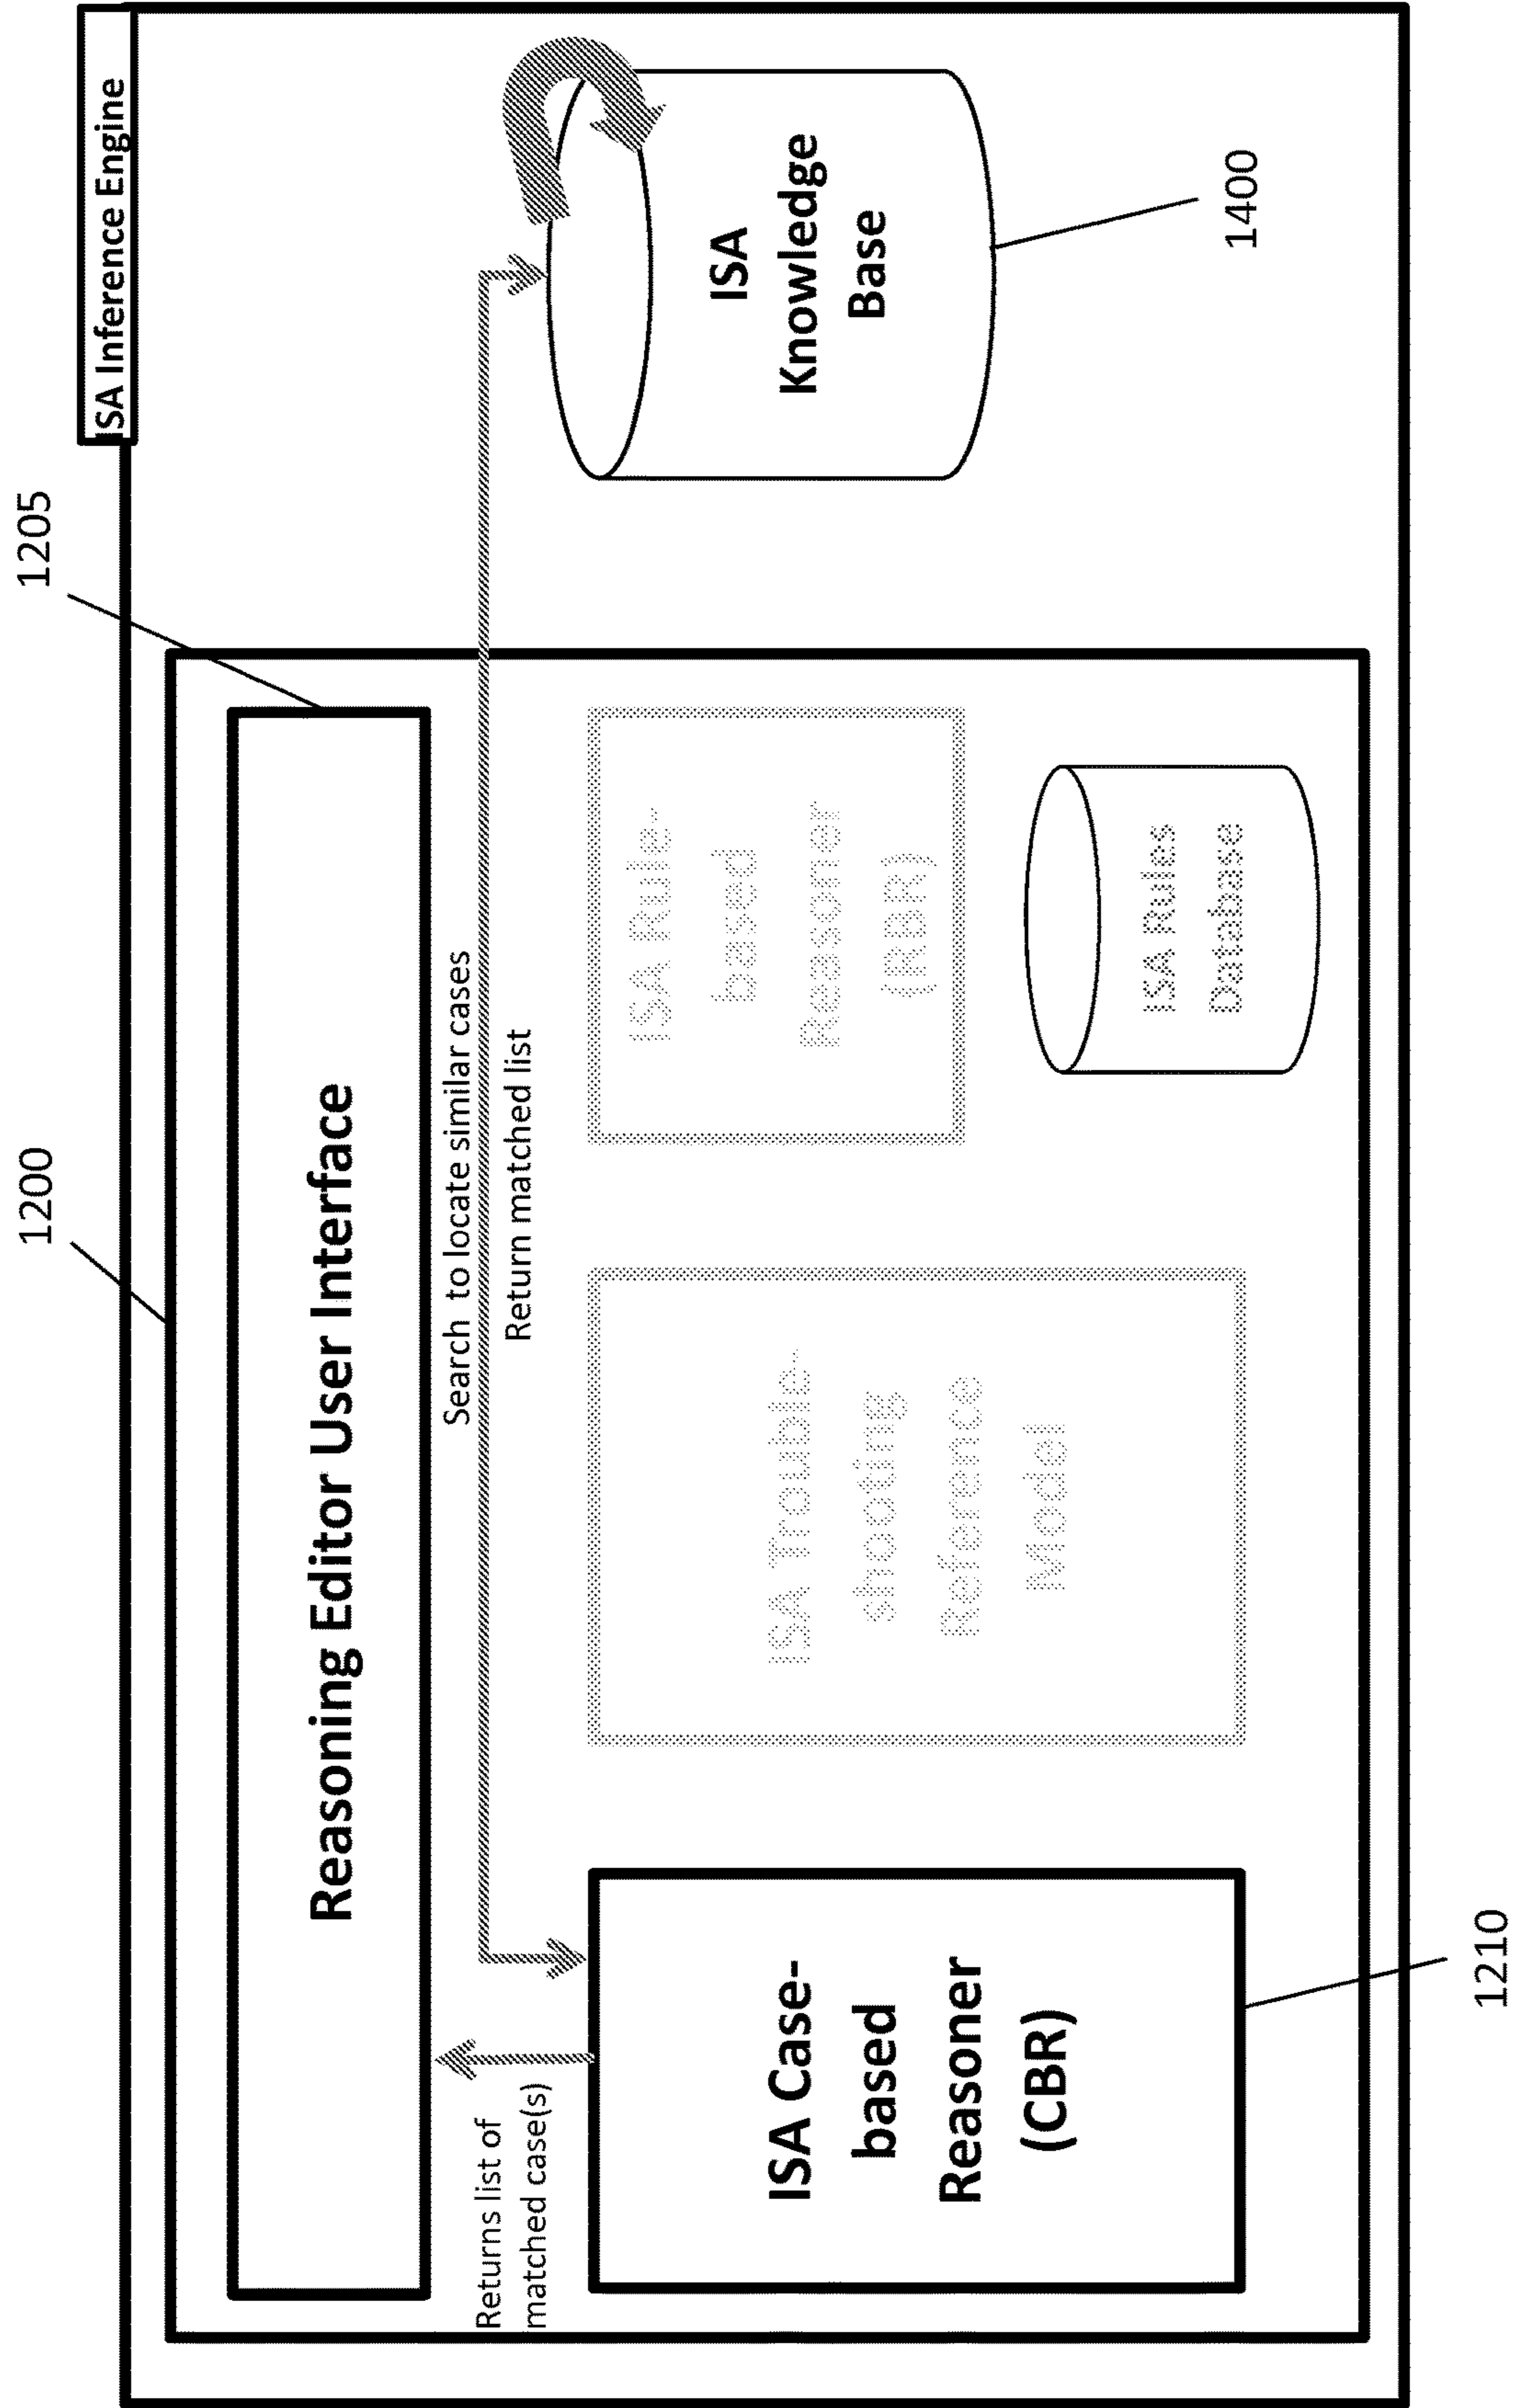 ISA Inference Engine
1200
1205
Reasoning Editor User Interface
Returns list of
matched case(s)
Search to locate similar cases
Return matched list
ISA Case-
based
Reasoner
(CBR)
ISA Trouble-
shooting
Reference
Model
ISA Rule-
based
Reasoner
(RBR)
ISA Rules
Database
ISA
Knowledge
Base
1210
1400